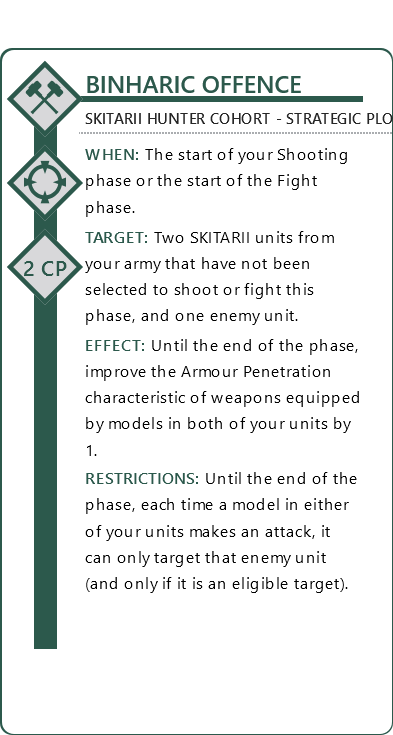 BINHARIC OFFENCE
SKITARII HUNTER COHORT - STRATEGIC PLO
WHEN: The start of your Shooting
phase or the start of the Fight
phase.
TARGET: Two SKITARII units from
your army that have not been
selected to shoot or fight this
2 CP
phase, and one enemy unit.
EFFECT: Until the end of the phase,
improve the Armour Penetration
characteristic of weapons equipped
by models in both of your units by
1.
RESTRICTIONS: Until the end of the
phase, each time a model in either
of your units makes an attack, it
can only target that enemy unit
(and only if it is an eligible target).